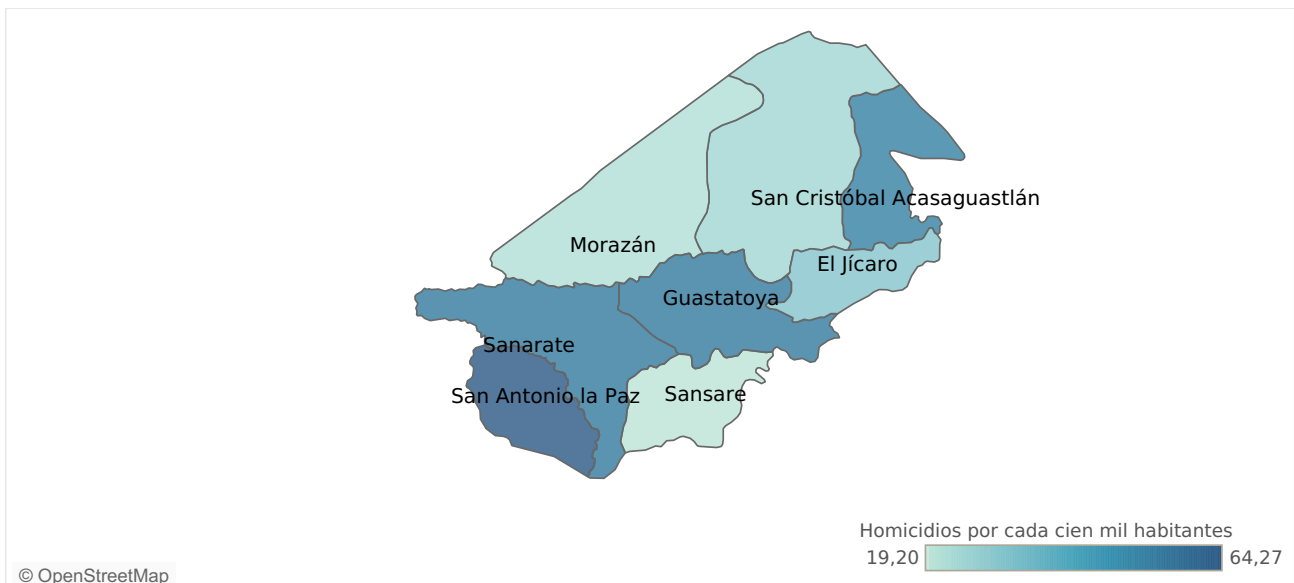 San Cristóbal Acasaguastlán
Morazán
El Jícaro
Guastatoya
Sanarate
San Antonio la Paz
Sansare
Homicidios por cada cien mil habitantes
19,20 64,27
© OpenStreetMap